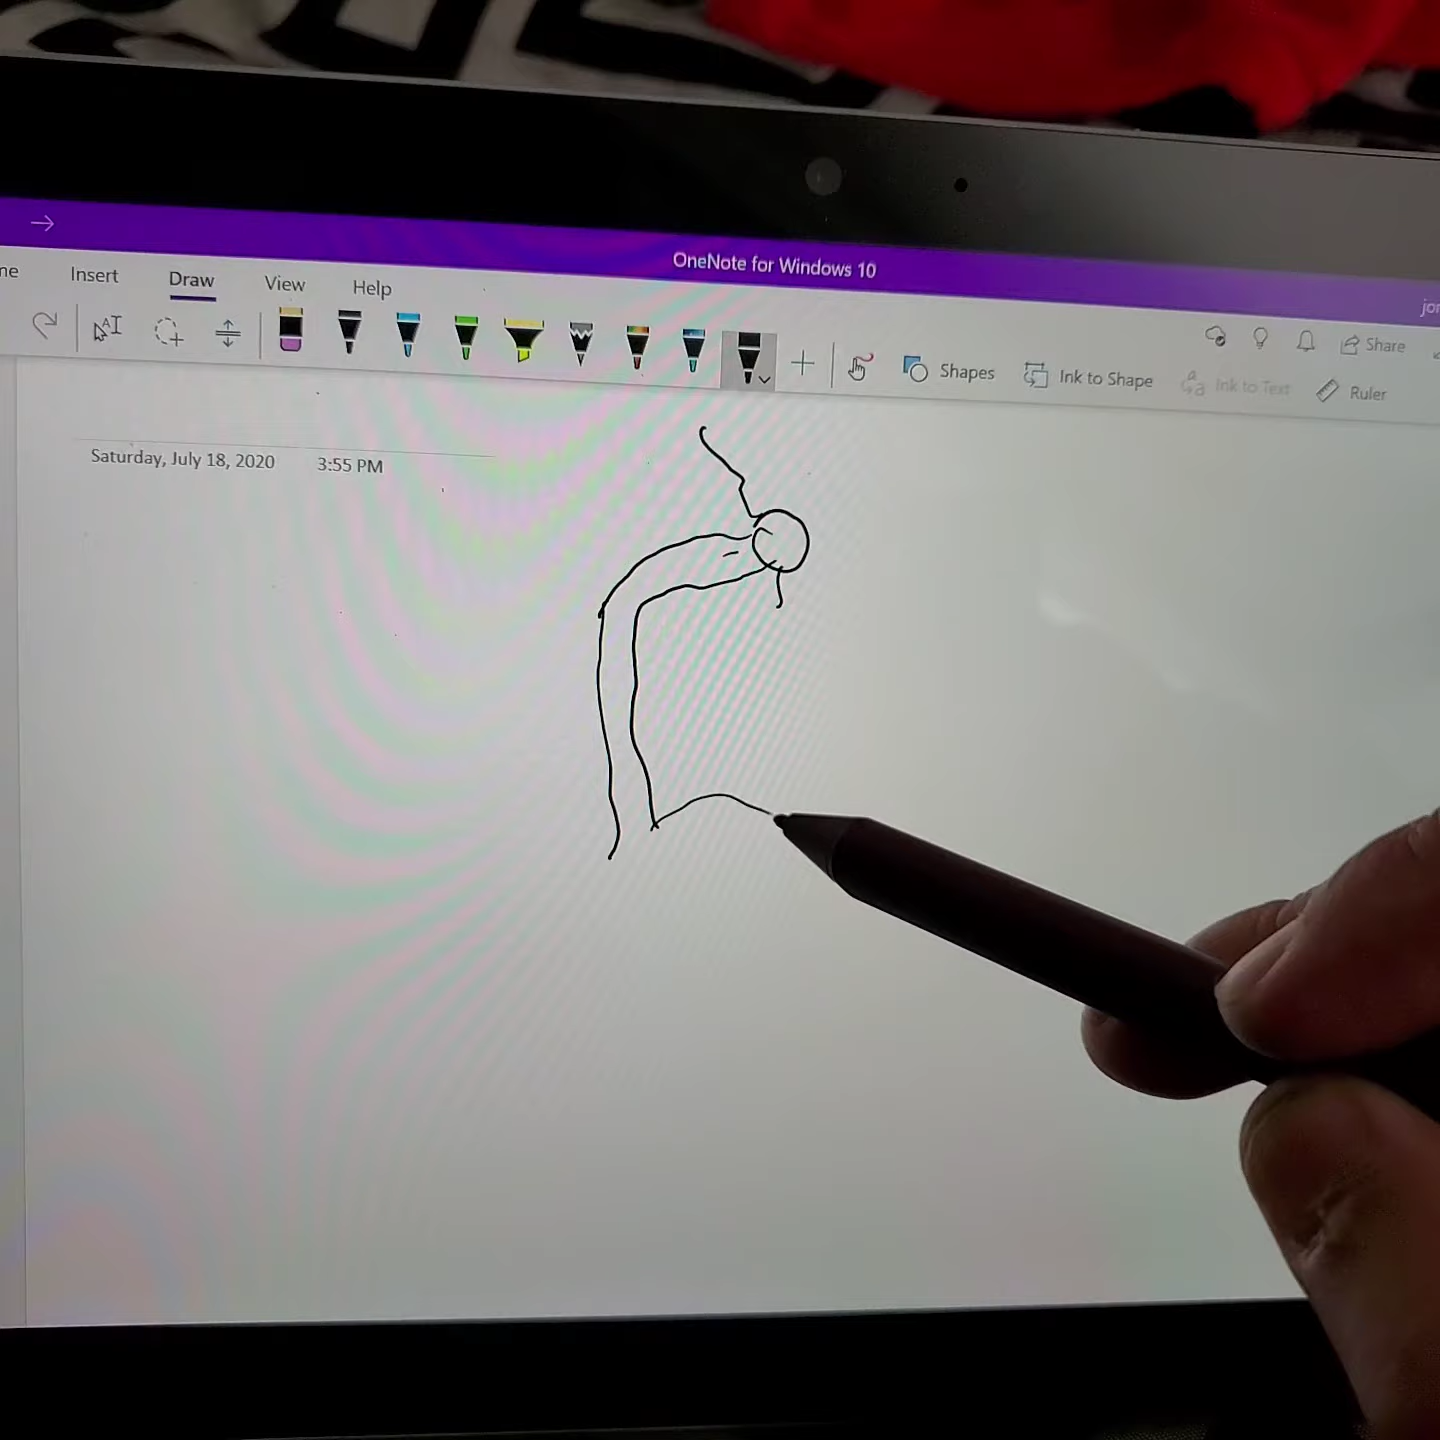 OneNote for Windows 10
Insert Draw View Help
Share
Shapes Ink to Shape Ink to Text Ruler
Saturday, July 18, 2020 3:55 PM